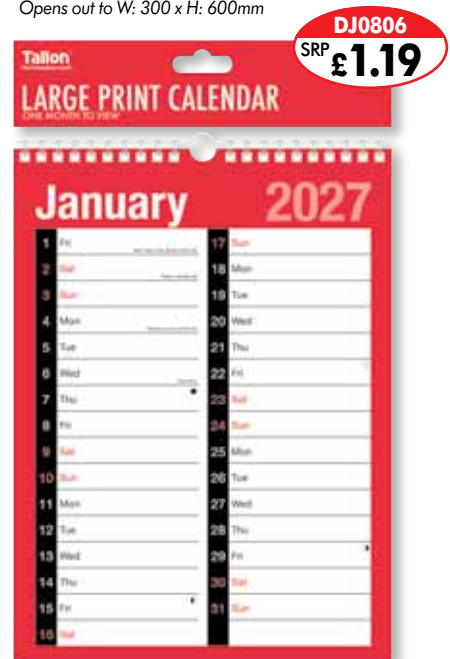 Opens out to W: 300 x H: 600mm
DJ0806
SRP £1.19
Tallon
LARGE PRINT CALENDAR
ONE MONTH TO VIEW
January 2027
1 Fri
2 Sat
3 Sun
4 Mon
5 Tue
6 Wed
7 Thu
8 Fri
9 Sat
10 Sun
11 Mon
12 Tue
13 Wed
14 Thu
15 Fri
16 Sat
17 Sun
18 Mon
19 Tue
20 Wed
21 Thu
22 Fri
23 Sat
24 Sun
25 Mon
26 Tue
27 Wed
28 Thu
29 Fri
30 Sat
31 Sun